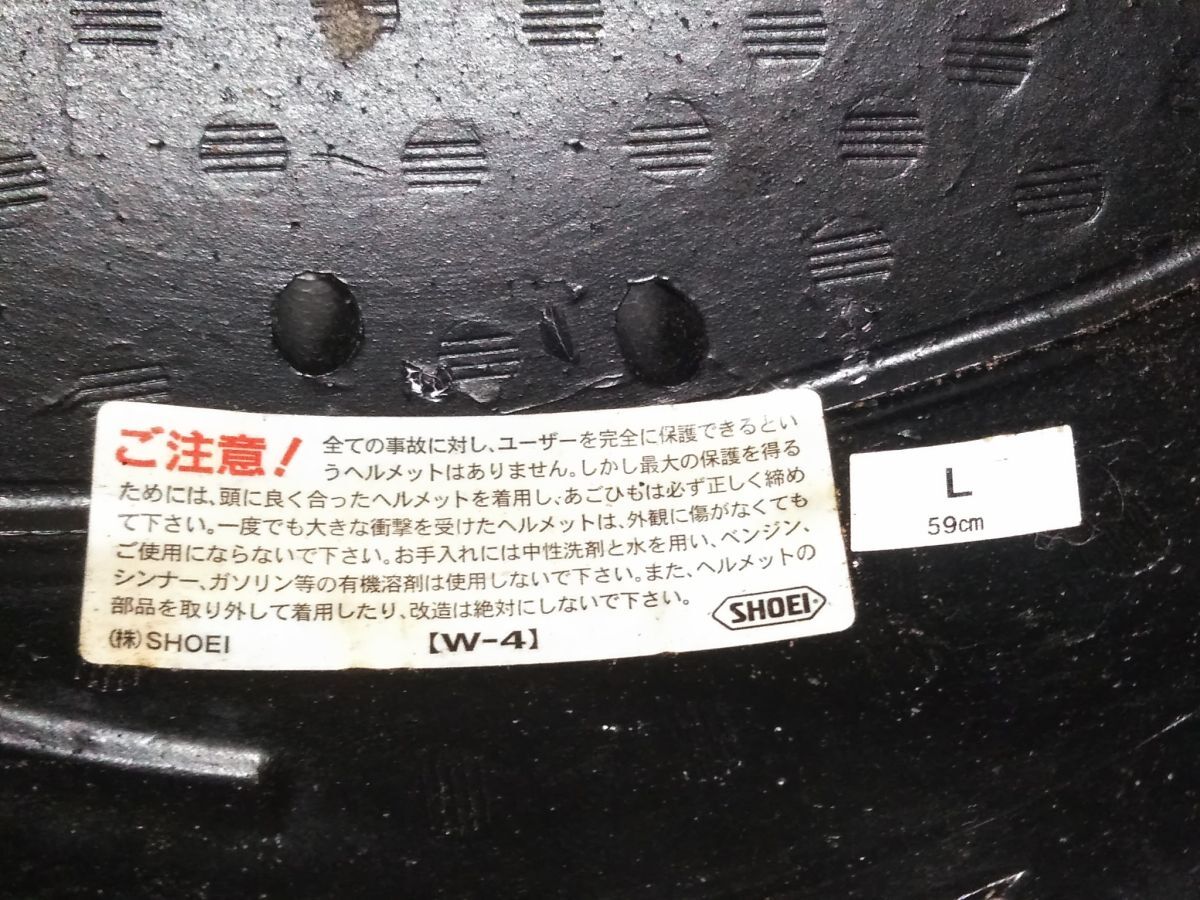 ご注意!
全ての事故に対し、ユーザーを完全に保護できるとい
うヘルメットはありません。しかし最大の保護を得る
ためには、頭に良く合ったヘルメットを着用し、あごひもは必ず正しく締め
て下さい。一度でも大きな衝撃を受けたヘルメットは、外観に傷がなくても
ご使用にならないで下さい。お手入れには中性洗剤と水を用い、ベンジン、
シンナー、ガソリン等の有機溶剤は使用しないで下さい。また、ヘルメットの
部品を取り外して着用したり、改造は絶対にしないで下さい。
SHOEI
(株)SHOEI 【W-4】
L
59cm